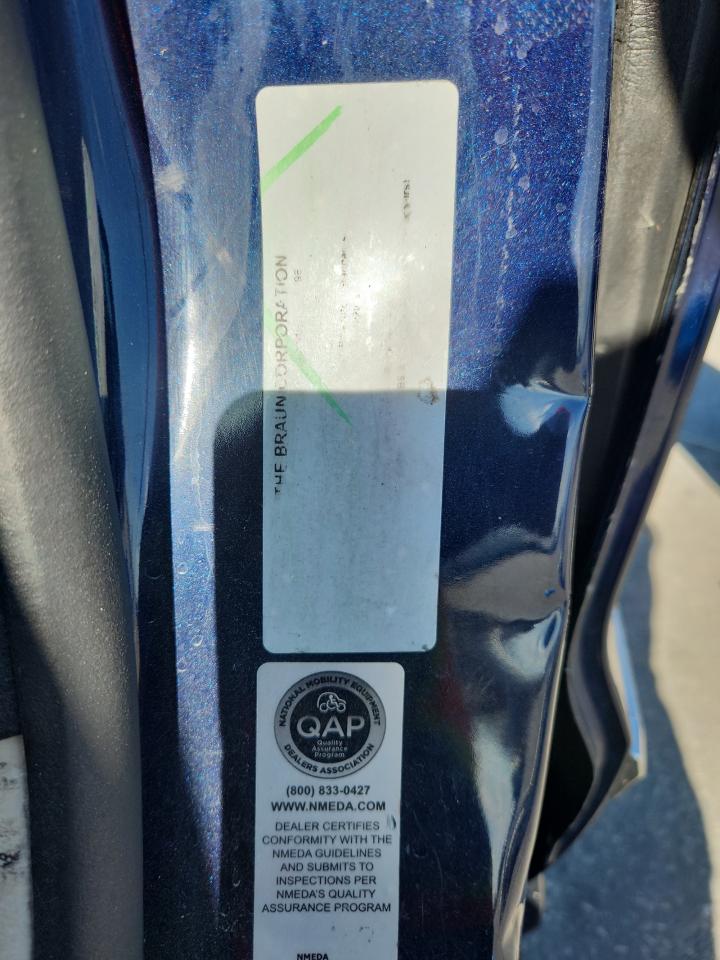 THE BRAUN CORPORATION
98
NATIONAL MOBILITY EQUIPMENT
QAP
Quality
Assurance
Program
DEALERS ASSOCIATION
(800) 833-0427
WWW.NMEDA.COM
DEALER CERTIFIES
CONFORMITY WITH THE
NMEDA GUIDELINES
AND SUBMITS TO
INSPECTIONS PER
NMEDA'S QUALITY
ASSURANCE PROGRAM
NMEDA